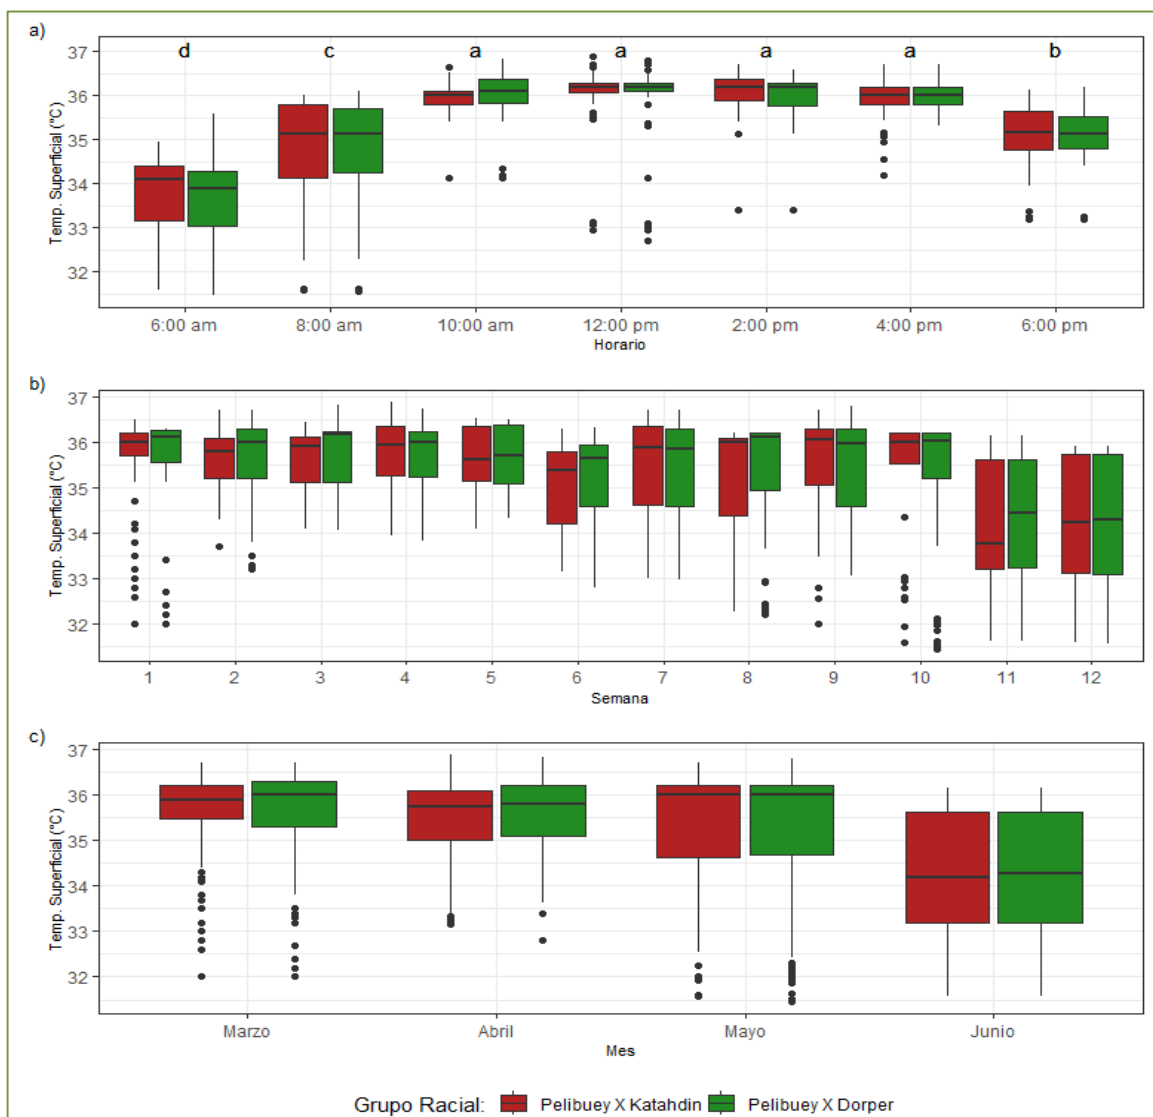 a)
d c a a a a b
Temp. Superficial (°C)
37
36
35
34
33
32
6:00 am 8:00 am 10:00 am 12:00 pm 2:00 pm 4:00 pm 6:00 pm
Horario
b)
Temp. Superficial (°C)
37
36
35
34
33
32
1 2 3 4 5 6 7 8 9 10 11 12
Semana
c)
Temp. Superficial (°C)
37
36
35
34
33
32
Marzo Abril Mayo Junio
Mes
Grupo Racial: Pelibuey X Katahdin Pelibuey X Dorper